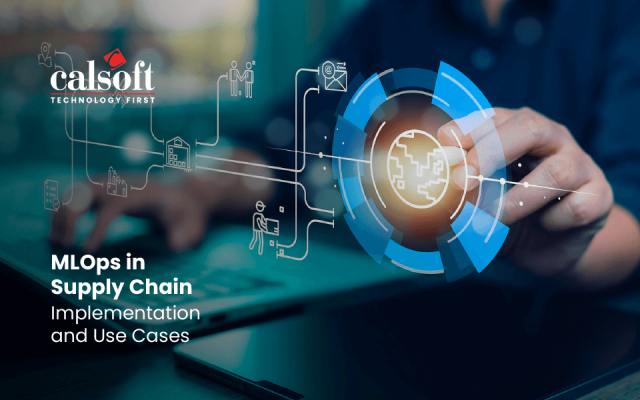 calsoft
TECHNOLOGY FIRST
MLOps in
Supply Chain
Implementation
and Use Cases